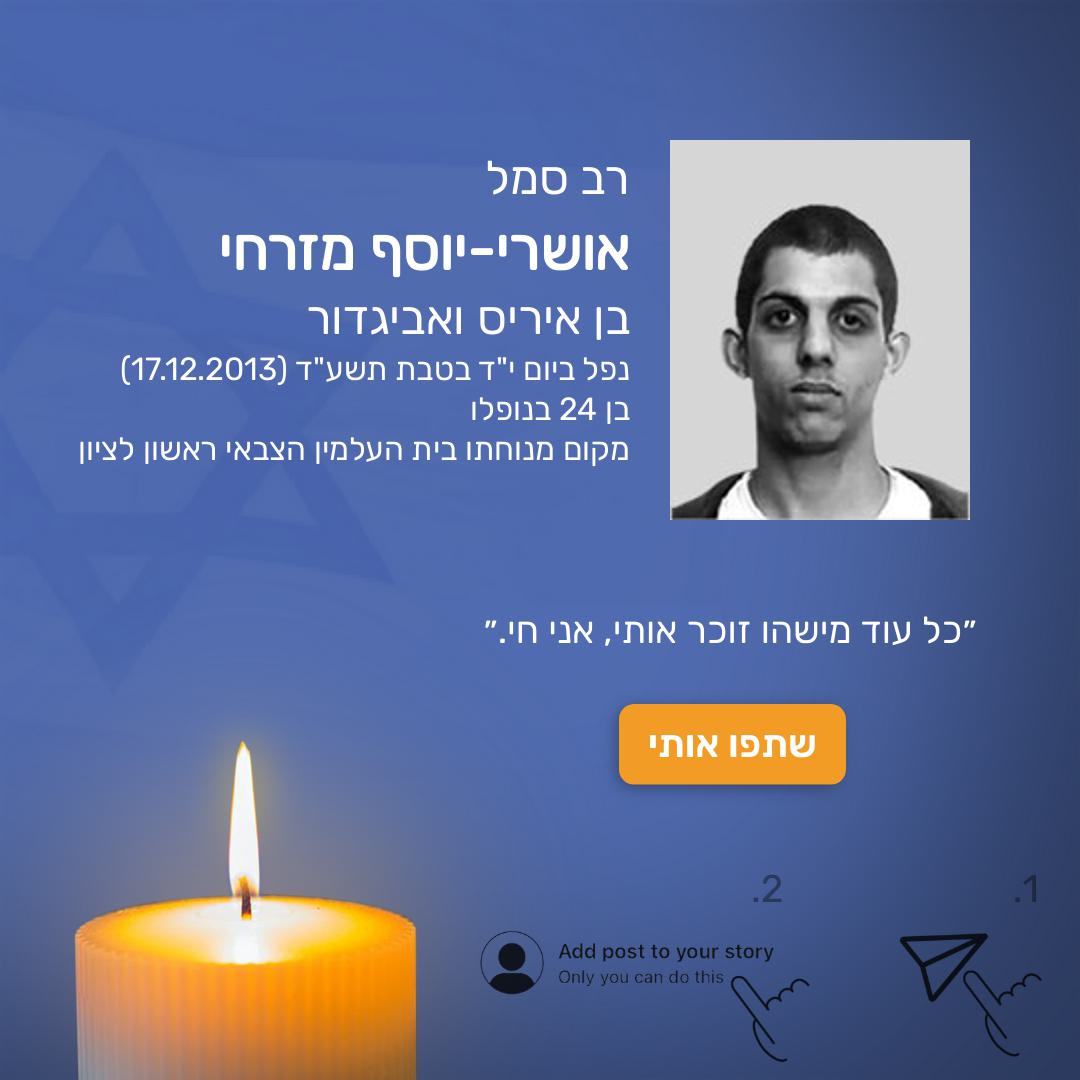 רב סמל
אושרי-יוסף מזרחי
בן איריס ואביגדור
נפל ביום י"ד בטבת תשע"ד (17.12.2013)
בן 24 בנופלו
מקום מנוחתו בית העלמין הצבאי ראשון לציון
״כל עוד מישהו זוכר אותי, אני חי.״
שתפו אותי
.1
.2
Add post to your story
Only you can do this